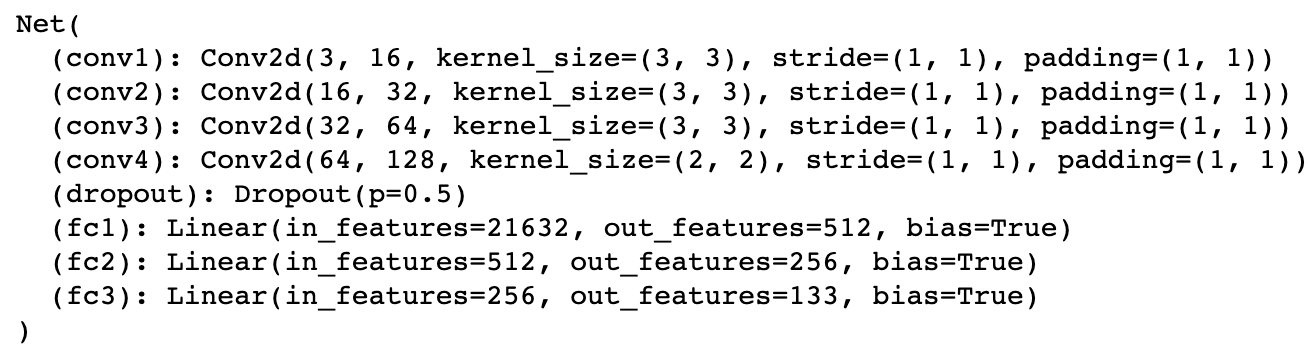 Net(
  (conv1): Conv2d(3, 16, kernel_size=(3, 3), stride=(1, 1), padding=(1, 1))
  (conv2): Conv2d(16, 32, kernel_size=(3, 3), stride=(1, 1), padding=(1, 1))
  (conv3): Conv2d(32, 64, kernel_size=(3, 3), stride=(1, 1), padding=(1, 1))
  (conv4): Conv2d(64, 128, kernel_size=(2, 2), stride=(1, 1), padding=(1, 1))
  (dropout): Dropout(p=0.5)
  (fc1): Linear(in_features=21632, out_features=512, bias=True)
  (fc2): Linear(in_features=512, out_features=256, bias=True)
  (fc3): Linear(in_features=256, out_features=133, bias=True)
)